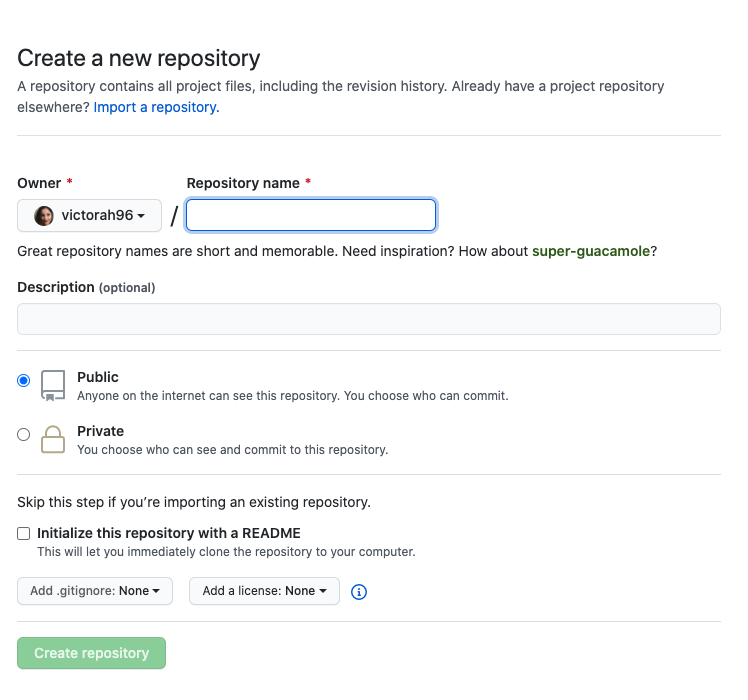 Create a new repository
A repository contains all project files, including the revision history. Already have a project repository
elsewhere? Import a repository.
Owner * Repository name *
victorah96 /
Great repository names are short and memorable. Need inspiration? How about super-guacamole?
Description (optional)
Public
Anyone on the internet can see this repository. You choose who can commit.
Private
You choose who can see and commit to this repository.
Skip this step if you’re importing an existing repository.
Initialize this repository with a README
This will let you immediately clone the repository to your computer.
Add .gitignore: None Add a license: None
Create repository